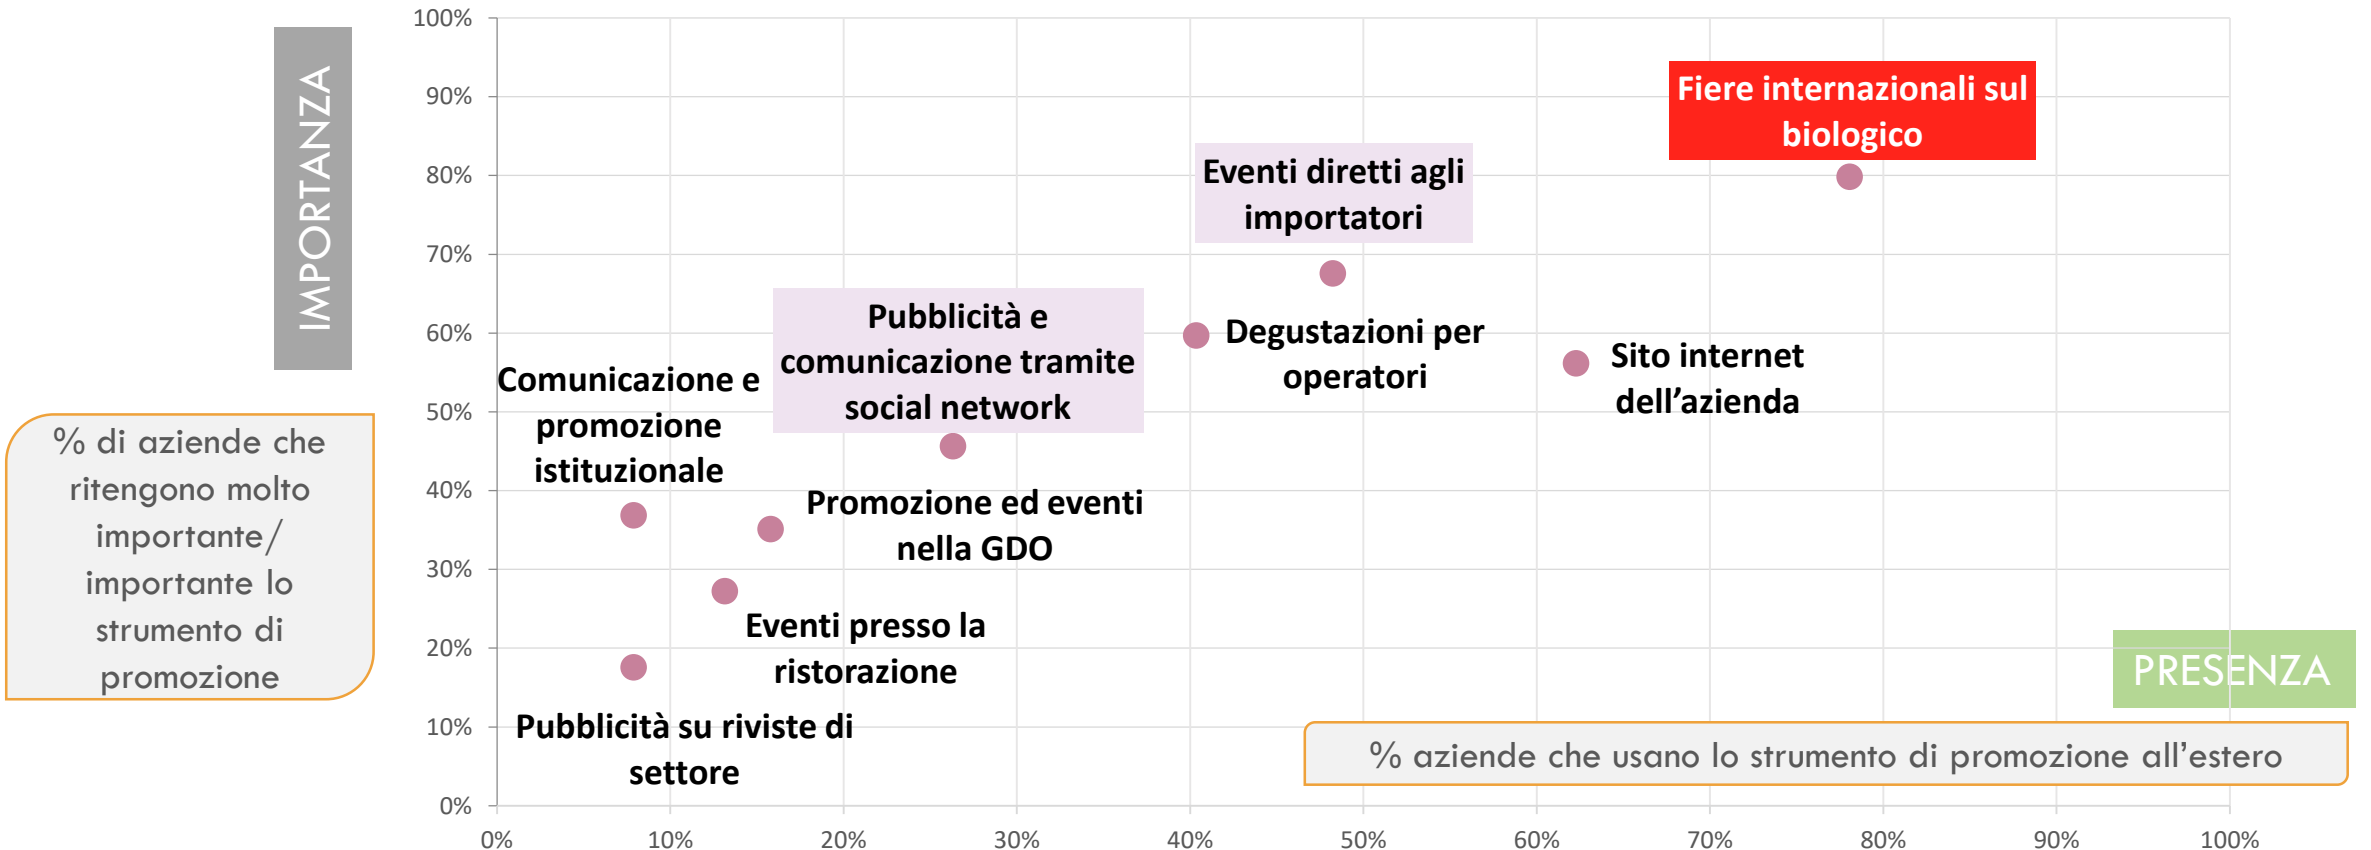 IMPORTANZA
% di aziende che
ritengono molto
importante/
importante lo
strumento di
promozione
100%
90%
80%
70%
60%
50%
40%
30%
20%
10%
0%
Fiere internazionali sul
biologico
Eventi diretti agli
importatori
Pubblicità e
comunicazione tramite
social network
Degustazioni per
operatori
Sito internet
dell’azienda
Comunicazione e
promozione
istituzionale
Promozione ed eventi
nella GDO
Eventi presso la
ristorazione
Pubblicità su riviste di
settore
PRESENZA
% aziende che usano lo strumento di promozione all’estero
0%
10%
20%
30%
40%
50%
60%
70%
80%
90%
100%